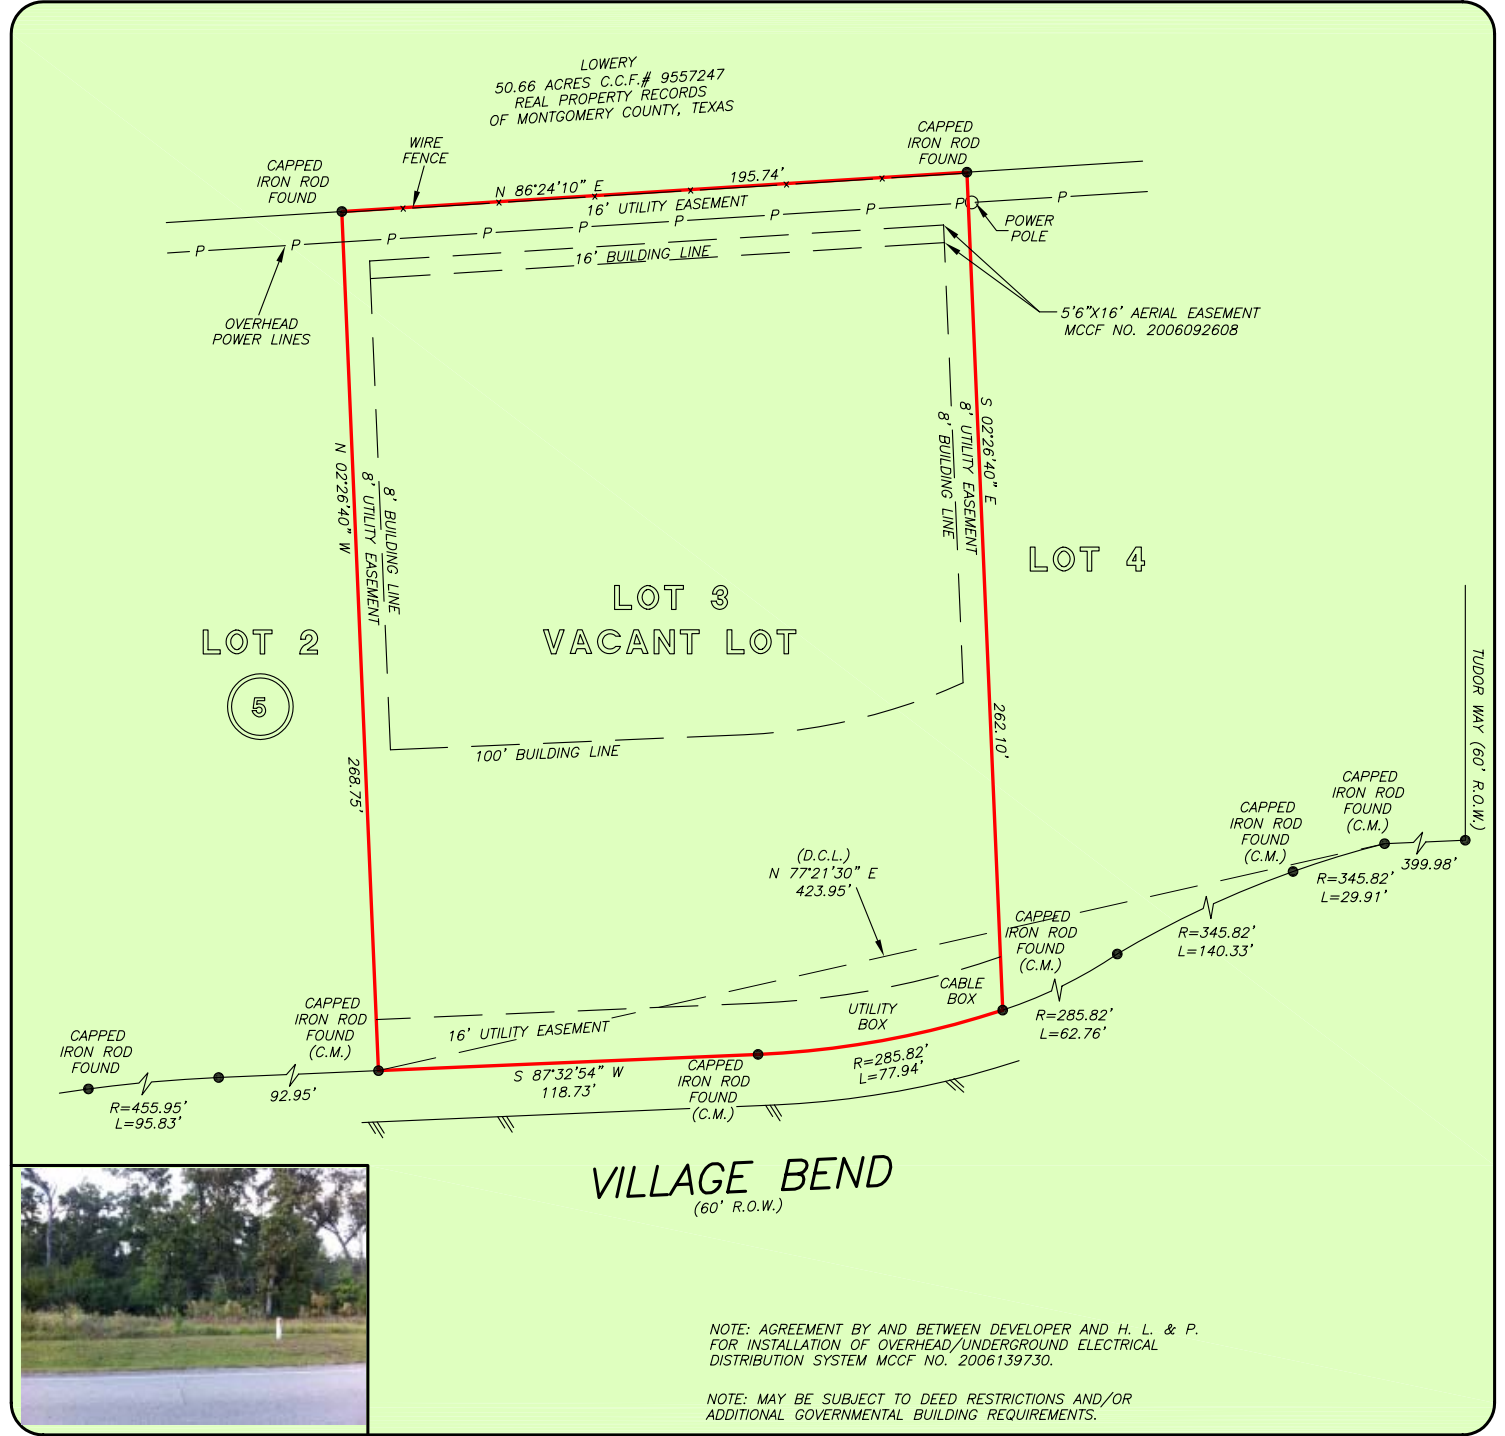 LOWERY
50.66 ACRES C.C.F.# 9557247
REAL PROPERTY RECORDS
OF MONTGOMERY COUNTY, TEXAS
WIRE
FENCE
CAPPED
IRON ROD
FOUND
CAPPED
IRON ROD
FOUND
N 86°24'10" E
195.74'
16' UTILITY EASEMENT
P P P P P P P P P P
POWER
POLE
16' BUILDING LINE
OVERHEAD
POWER LINES
5'6"X16' AERIAL EASEMENT
MCCF NO. 2006092608
N 02°26'40" W
268.75'
8' UTILITY EASEMENT
8' BUILDING LINE
8' BUILDING LINE
8' UTILITY EASEMENT
S 02°26'40" E
262.10'
LOT 4
LOT 3
VACANT LOT
LOT 2
5
100' BUILDING LINE
TUDOR WAY (60' R.O.W.)
CAPPED
IRON ROD
FOUND
(C.M.)
CAPPED
IRON ROD
FOUND
(C.M.)
399.98'
R=345.82'
L=29.91'
(D.C.L.)
N 77°21'30" E
423.95'
CAPPED
IRON ROD
FOUND
(C.M.)
R=345.82'
L=140.33'
CABLE
BOX
UTILITY
BOX
R=285.82'
L=62.76'
CAPPED
IRON ROD
FOUND
(C.M.)
16' UTILITY EASEMENT
CAPPED
IRON ROD
FOUND
S 87°32'54" W
118.73'
CAPPED
IRON ROD
FOUND
(C.M.)
R=285.82'
L=77.94'
92.95'
R=455.95'
L=95.83'
VILLAGE BEND
(60' R.O.W.)
NOTE: AGREEMENT BY AND BETWEEN DEVELOPER AND H. L. & P.
FOR INSTALLATION OF OVERHEAD/UNDERGROUND ELECTRICAL
DISTRIBUTION SYSTEM MCCF NO. 2006139730.
NOTE: MAY BE SUBJECT TO DEED RESTRICTIONS AND/OR
ADDITIONAL GOVERNMENTAL BUILDING REQUIREMENTS.